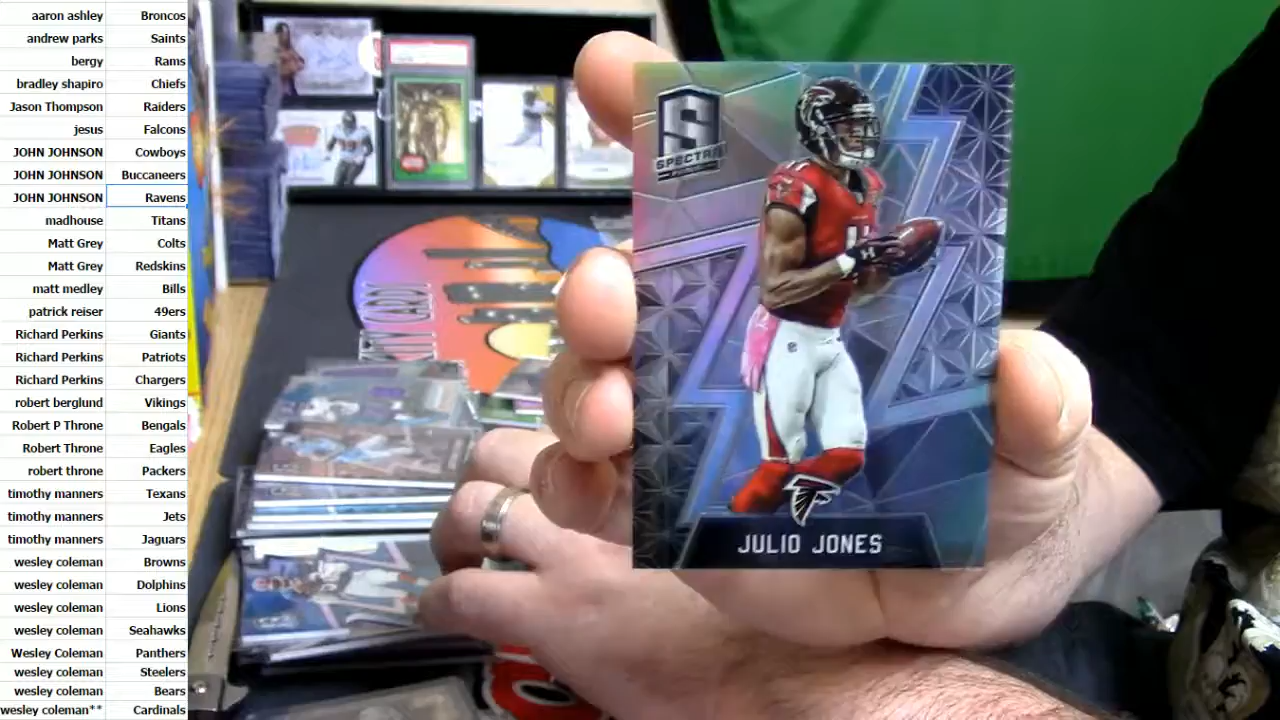 aaron ashley Broncos
andrew parks Saints
bergy Rams
bradley shapiro Chiefs
Jason Thompson Raiders
jesus Falcons
JOHN JOHNSON Cowboys
JOHN JOHNSON Buccaneers
JOHN JOHNSON Ravens
madhouse Titans
Matt Grey Colts
Matt Grey Redskins
matt medley Bills
patrick reiser 49ers
Richard Perkins Giants
Richard Perkins Patriots
Richard Perkins Chargers
robert berglund Vikings
Robert P Throne Bengals
Robert Throne Eagles
robert throne Packers
timothy manners Texans
timothy manners Jets
timothy manners Jaguars
wesley coleman Browns
wesley coleman Dolphins
wesley coleman Lions
wesley coleman Seahawks
Wesley Coleman Panthers
wesley coleman Steelers
wesley coleman Bears
wesley coleman** Cardinals
S
SPECTRA
11
JULIO JONES